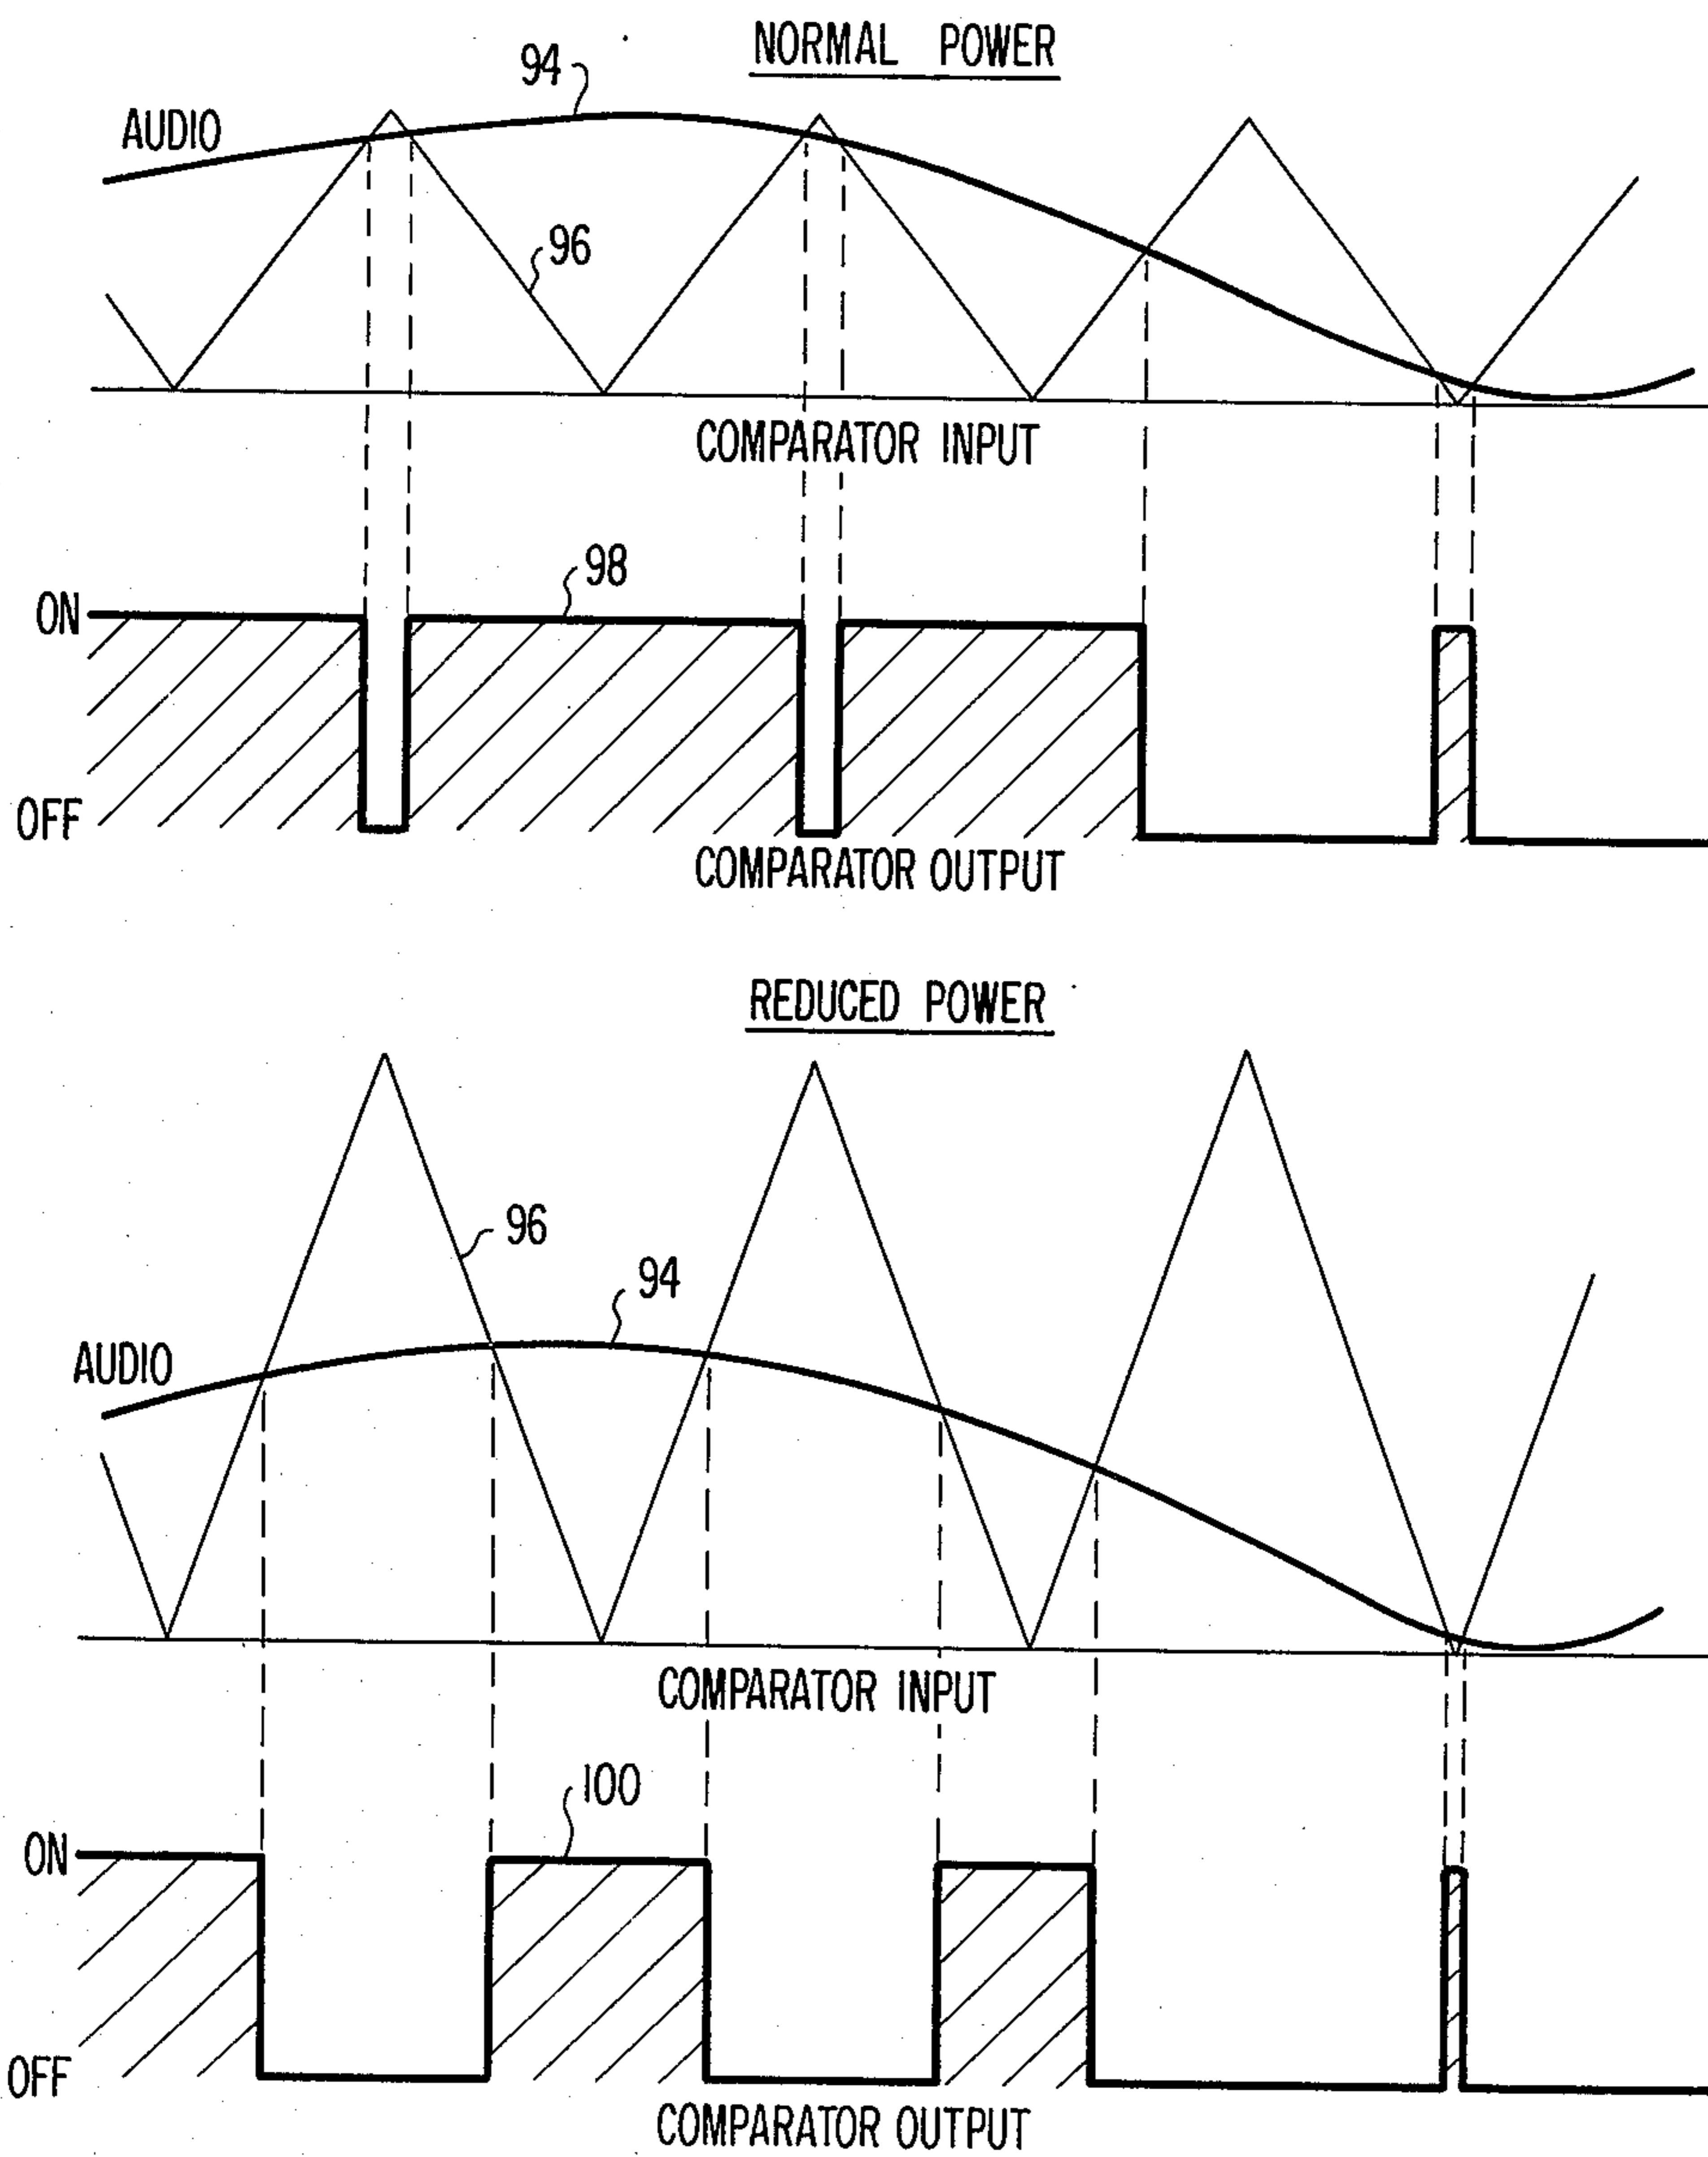 NORMAL POWER
94
AUDIO
96
COMPARATOR INPUT
98
ON
OFF
COMPARATOR OUTPUT
REDUCED POWER
96
94
AUDIO
COMPARATOR INPUT
100
ON
OFF
COMPARATOR OUTPUT